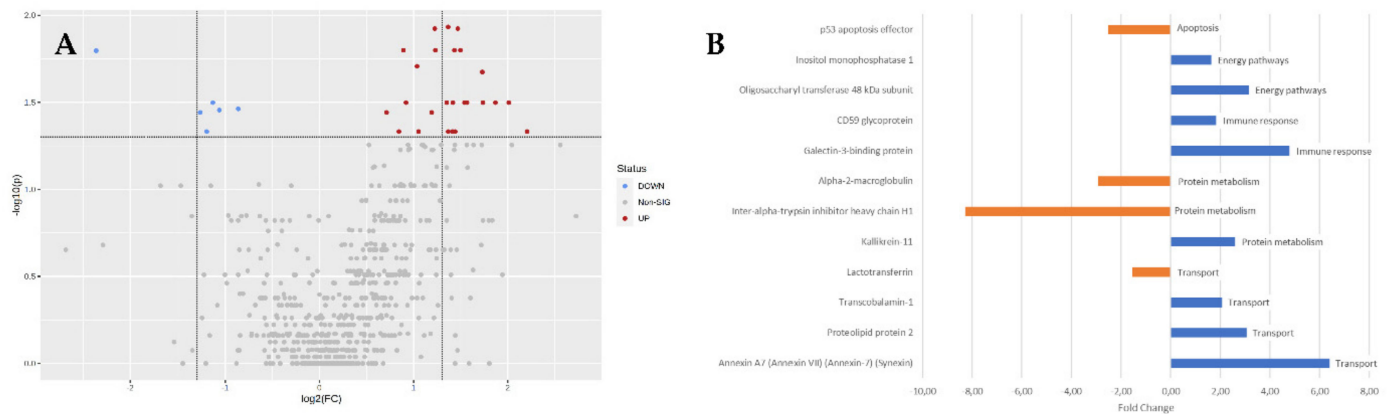 A
2.0
1.5
1.0
0.5
0.0
-log10(p)
-2
-1
0
1
2
log2(FC)
Status
DOWN
Non-SIG
UP
B
p53 apoptosis effector
Apoptosis
Inositol monophosphatase 1
Energy pathways
Oligosaccharyl transferase 48 kDa subunit
Energy pathways
CD59 glycoprotein
Immune response
Galectin-3-binding protein
Immune response
Alpha-2-macroglobulin
Protein metabolism
Inter-alpha-trypsin inhibitor heavy chain H1
Protein metabolism
Kallikrein-11
Protein metabolism
Lactotransferrin
Transport
Transcobalamin-1
Transport
Proteolipid protein 2
Transport
Annexin A7 (Annexin VII) (Annexin-7) (Synexin)
Transport
-10,00
-8,00
-6,00
-4,00
-2,00
0,00
2,00
4,00
6,00
8,00
Fold Change